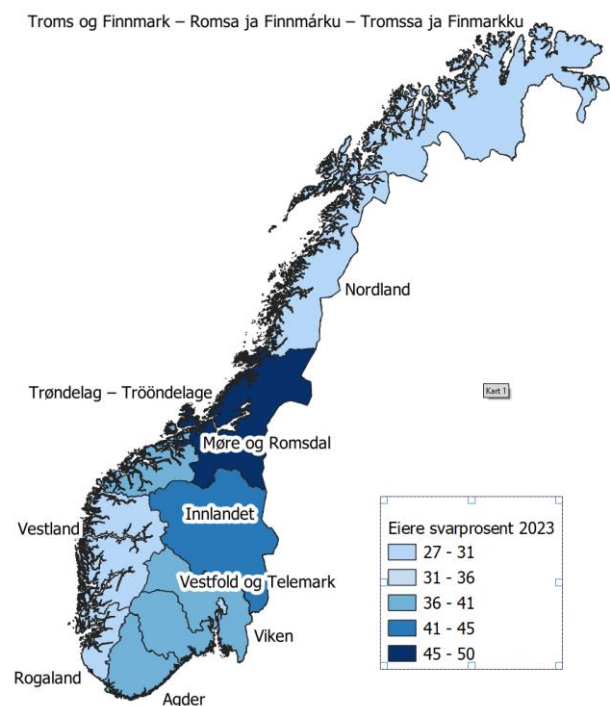 Troms og Finnmark – Romsa ja Finnmárku – Tromssa ja Finmarkku
Nordland
Trøndelag – Trööndelage
Kart 1
Møre og Romsdal
Innlandet
Vestland
Eiere svarprosent 2023
27 - 31
31 - 36
36 - 41
41 - 45
45 - 50
Vestfold og Telemark
Viken
Rogaland
Agder